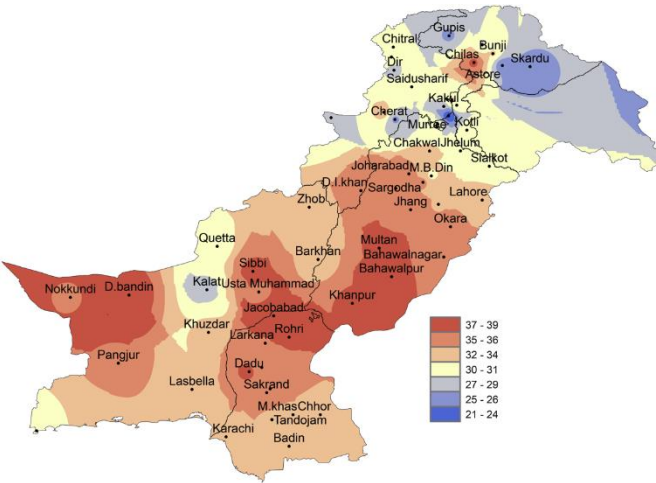 Gupis
Chitral
Bunji
Chilas
Dir
Skardu
Astore
Saidusharif
Kakul
Cherat
Murree
Kotli
Chakwal
Jhelum
Sialkot
Joharabad
M.B.Din
D.I.khan
Sargodha
Zhob
Lahore
Jhang
Okara
Quetta
Multan
Barkhan
Bahawalnagar
Sibbi
Bahawalpur
Nokkundi
D.bandin
Kalat
Usta Muhammad
Khanpur
Jacobabad
Khuzdar
Rohri
Larkana
Pangjur
Dadu
Lasbella
Sakrand
M.khas
Chhor
Tandojam
Karachi
Badin
37 - 39
35 - 36
32 - 34
30 - 31
27 - 29
25 - 26
21 - 24